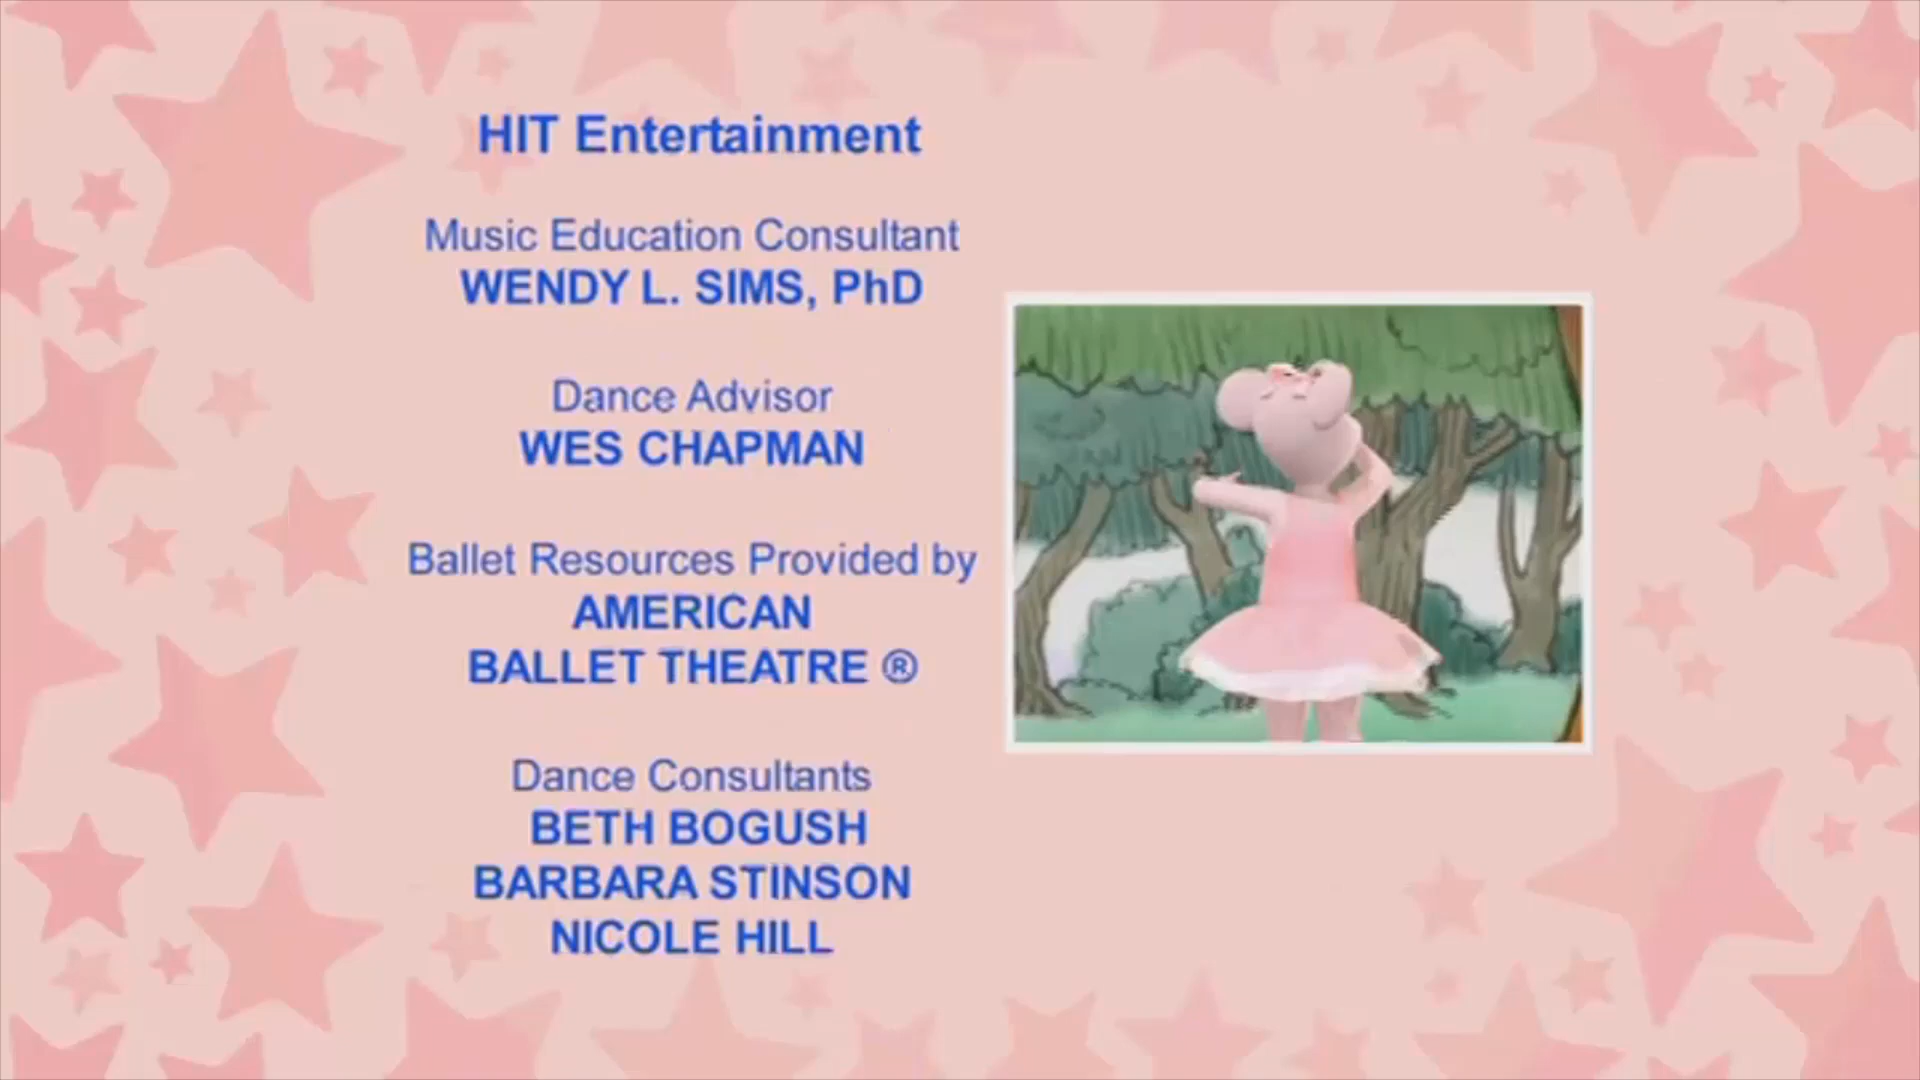 HIT Entertainment
Music Education Consultant
WENDY L. SIMS, PhD
Dance Advisor
WES CHAPMAN
Ballet Resources Provided by
AMERICAN
BALLET THEATRE ®
Dance Consultants
BETH BOGUSH
BARBARA STINSON
NICOLE HILL